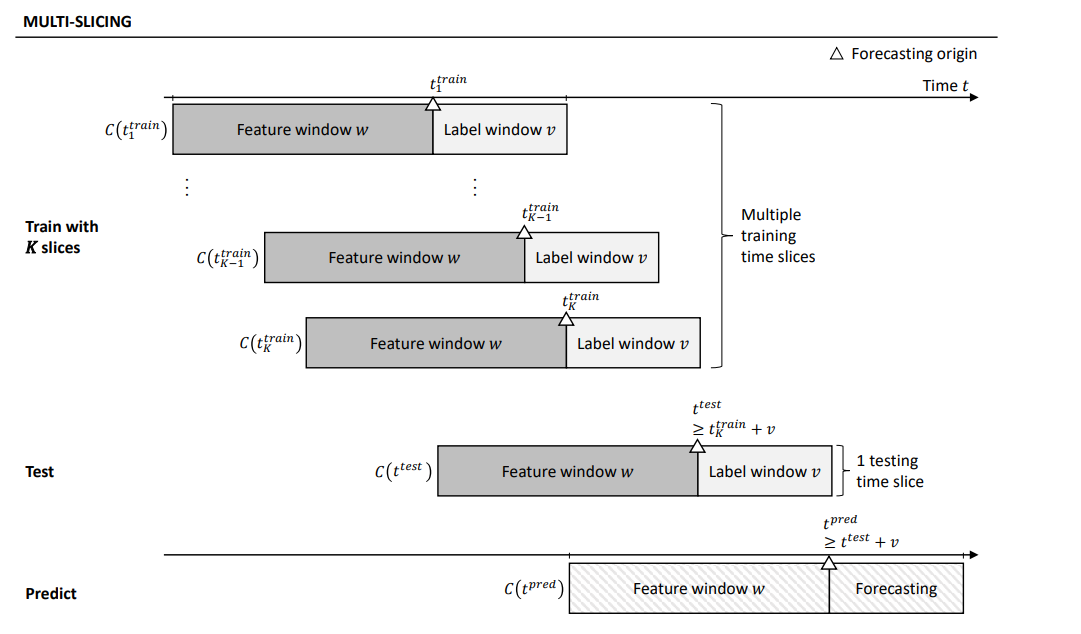 MULTI-SLICING
△ Forecasting origin
Time t
t_1^{train}
C(t_1^{train})
Feature window w
Label window v
⋮ ⋮
t_{K-1}^{train}
Train with
K slices
C(t_{K-1}^{train})
Feature window w
Label window v
Multiple
training
time slices
t_K^{train}
C(t_K^{train})
Feature window w
Label window v
t^{test}
≥ t_K^{train} + v
Test
C(t^{test})
Feature window w
Label window v
1 testing
time slice
t^{pred}
≥ t^{test} + v
Predict
C(t^{pred})
Feature window w
Forecasting